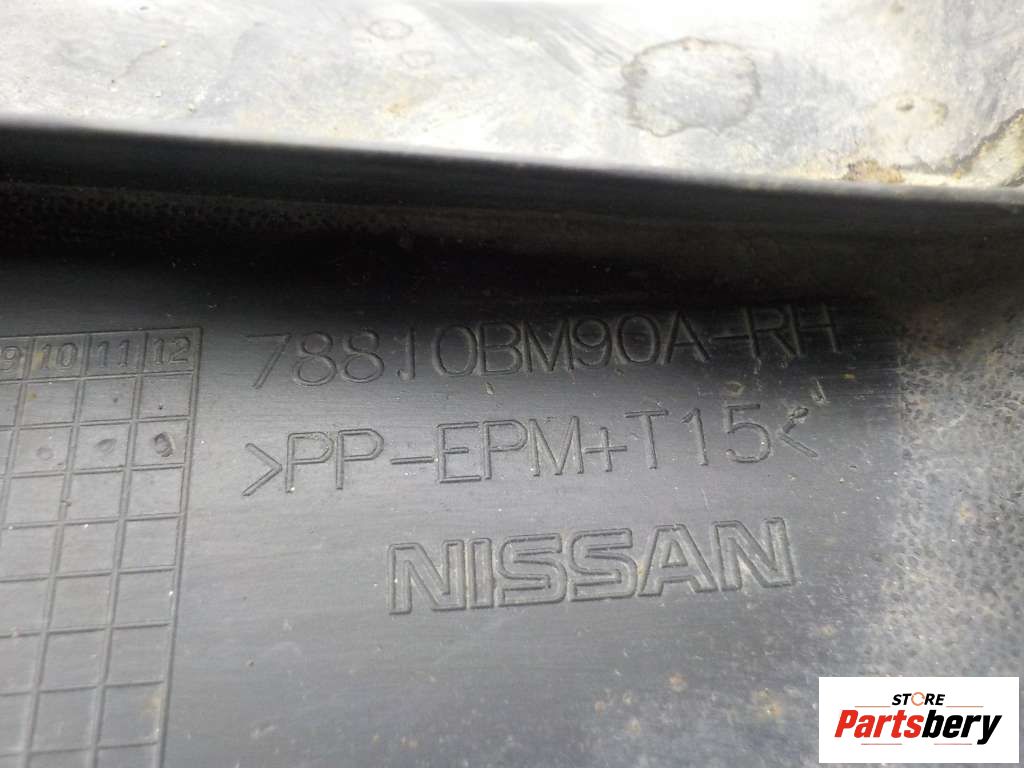 78810BM90A-RH
9 10 11 12
>PP-EPM+T15<
NISSAN
STORE
Partsbery